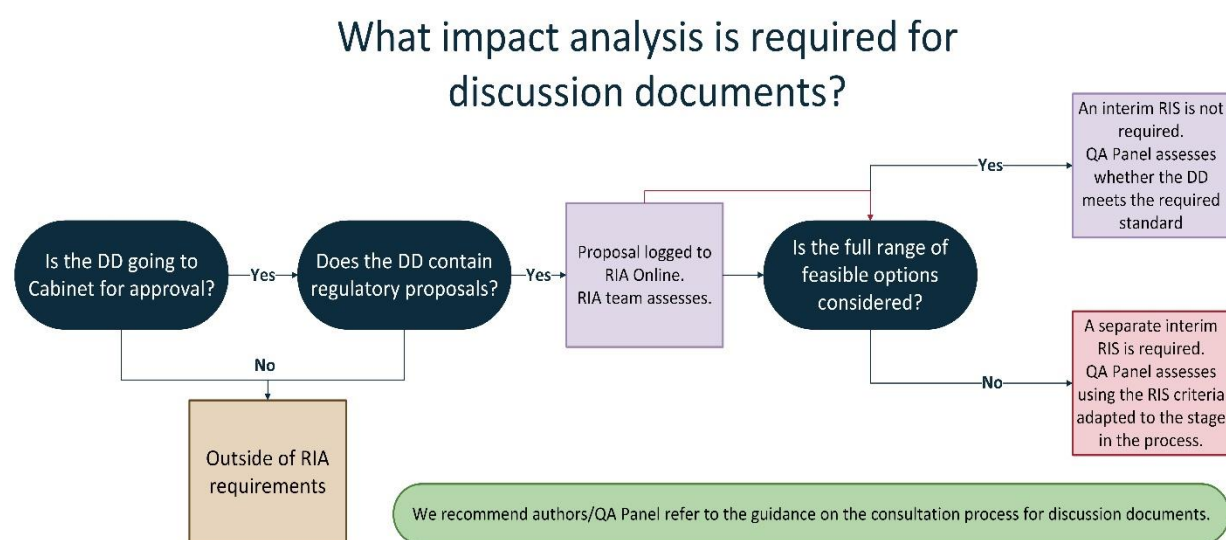 What impact analysis is required for
discussion documents?
An interim RIS is not
required.
QA Panel assesses
whether the DD
meets the required
standard
Yes
Is the DD going to
Cabinet for approval?
Yes
Does the DD contain
regulatory proposals?
Yes
Proposal logged to
RIA Online.
RIA team assesses.
Is the full range of
feasible options
considered?
No
Outside of RIA
requirements
No
A separate interim
RIS is required.
QA Panel assesses
using the RIS criteria
adapted to the stage
in the process.
We recommend authors/QA Panel refer to the guidance on the consultation process for discussion documents.